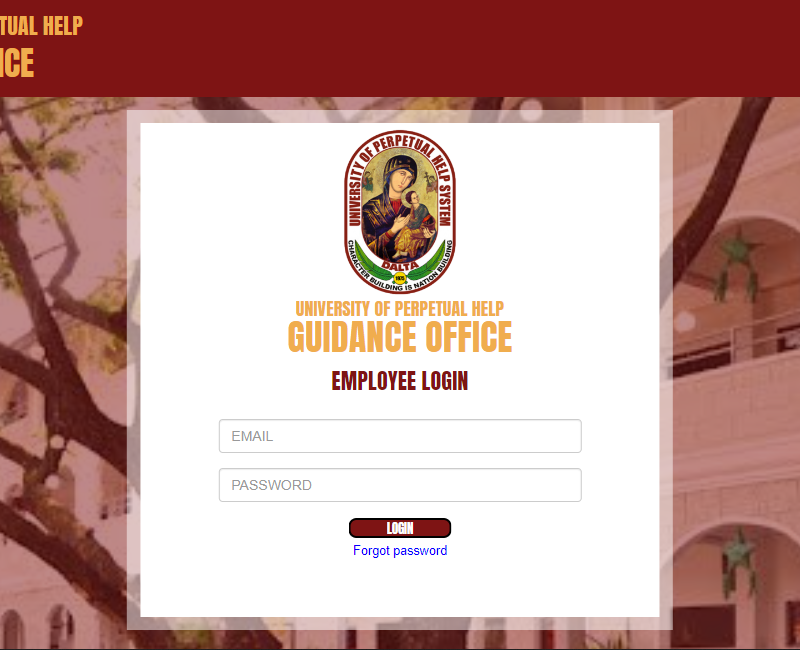 TUAL HELP
ICE
UNIVERSITY OF PERPETUAL HELP SYSTEM
DALTA
1975
CHARACTER BUILDING IS NATION BUILDING
UNIVERSITY OF PERPETUAL HELP
GUIDANCE OFFICE
EMPLOYEE LOGIN
EMAIL
PASSWORD
LOGIN
Forgot password